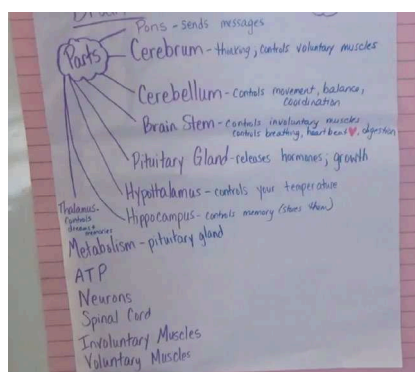 Pons - sends messages
Parts
Cerebrum - thinking, controls voluntary muscles
Cerebellum - controls movement, balance,
coordination
Brain Stem - controls involuntary muscles
controls breathing, heart beat ♥, digestion
Pituitary Gland - releases hormones, growth
Hypothalamus - controls your temperature
Hippocampus - controls memory (stores them)
Thalamus -
controls
dreams +
memories
Metabolism - pituitary gland
ATP
Neurons
Spinal Cord
Involuntary Muscles
Voluntary Muscles